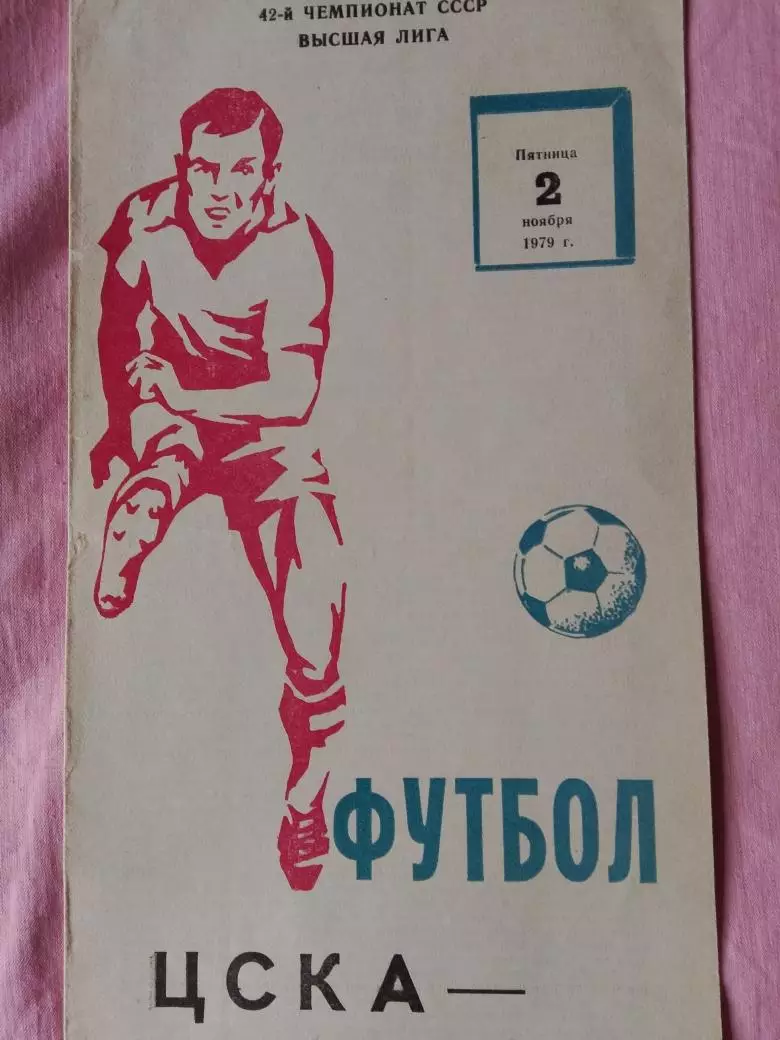 42-й ЧЕМПИОНАТ СССР
ВЫСШАЯ ЛИГА
Пятница
2
ноября
1979 г.
ФУТБОЛ
ЦСКА —